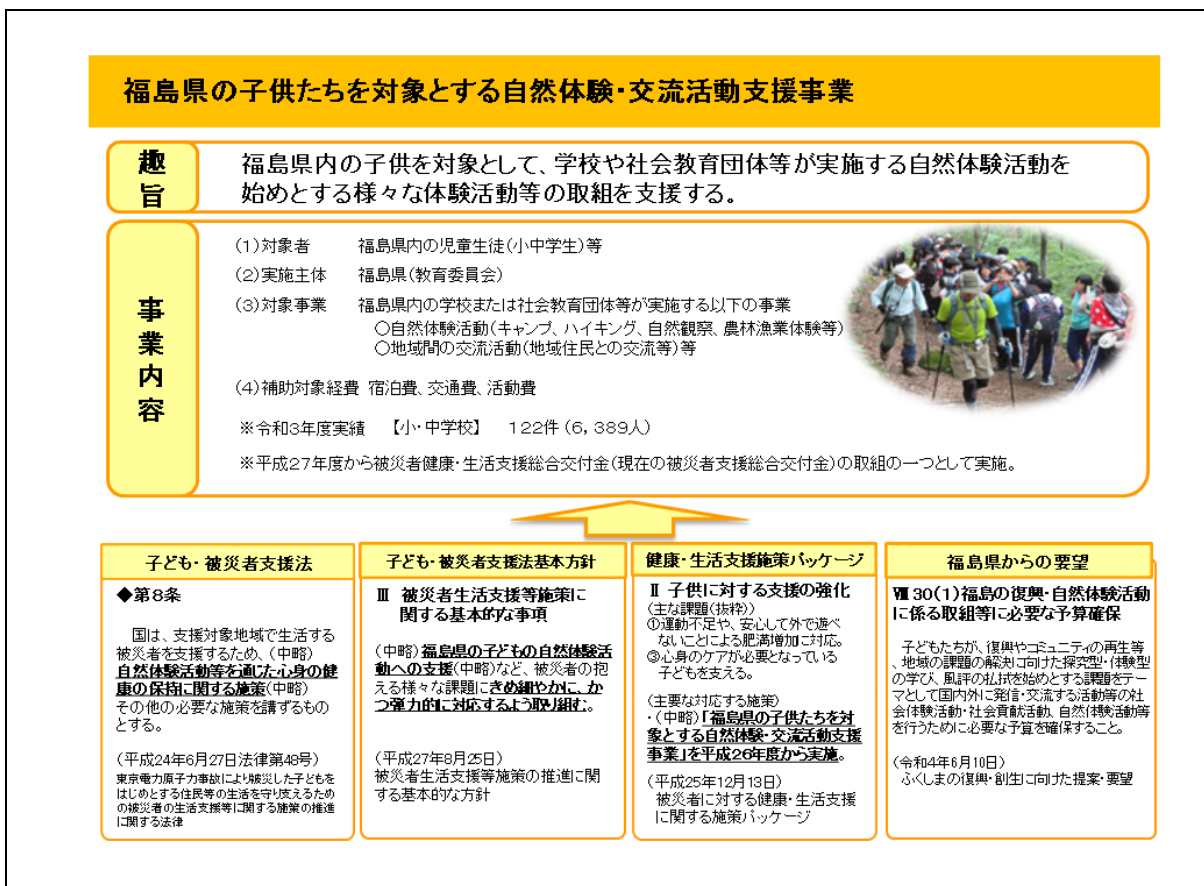 福島県の子供たちを対象とする自然体験・交流活動支援事業
趣旨
福島県内の子供を対象として、学校や社会教育団体等が実施する自然体験活動を
始めとする様々な体験活動等の取組を支援する。
事業内容
(1)対象者 福島県内の児童生徒(小中学生)等
(2)実施主体 福島県(教育委員会)
(3)対象事業 福島県内の学校または社会教育団体等が実施する以下の事業
○自然体験活動(キャンプ、ハイキング、自然観察、農林漁業体験等)
○地域間の交流活動(地域住民との交流等)等
(4)補助対象経費 宿泊費、交通費、活動費
※令和3年度実績 【小・中学校】 122件(6,389人)
※平成27年度から被災者健康・生活支援総合交付金(現在の被災者支援総合交付金)の取組の一つとして実施。
子ども・被災者支援法
◆第8条
国は、支援対象地域で生活する
被災者を支援するため、(中略)
自然体験活動等を通じた心身の健
康の保持に関する施策(中略)
その他の必要な施策を講ずるもの
とする。
(平成24年6月27日法律第48号)
東京電力原子力事故により被災した子どもを
はじめとする住民等の生活を守り支えるため
の被災者の生活支援等に関する施策の推進
に関する法律
子ども・被災者支援法基本方針
Ⅲ 被災者生活支援等施策に
関する基本的な事項
(中略)福島県の子どもの自然体験活
動への支援(中略)など、被災者の抱
える様々な課題にきめ細やかに、か
つ弾力的に対応するよう取り組む。
(平成27年8月25日)
被災者生活支援等施策の推進に関
する基本的な方針
健康・生活支援施策パッケージ
Ⅱ 子供に対する支援の強化
(主な課題(抜粋))
①運動不足や、安心して外で遊べ
ないことによる肥満増加に対応。
③心身のケアが必要となっている
子どもを支える。
(主要な対応する施策)
・(中略)「福島県の子供たちを対
象とする自然体験・交流活動支援
事業」を平成26年度から実施。
(平成25年12月13日)
被災者に対する健康・生活支援
に関する施策パッケージ
福島県からの要望
Ⅷ 30(1)福島の復興・自然体験活動
に係る取組等に必要な予算確保
子どもたちが、復興やコミュニティの再生等
、地域の課題の解決に向けた探究型・体験型
の学び、風評の払拭を始めとする課題をテー
マとして国内外に発信・交流する活動等の社
会体験活動・社会貢献活動、自然体験活動等
を行うために必要な予算を確保すること。
(令和4年6月10日)
ふくしまの復興・創生に向けた提案・要望